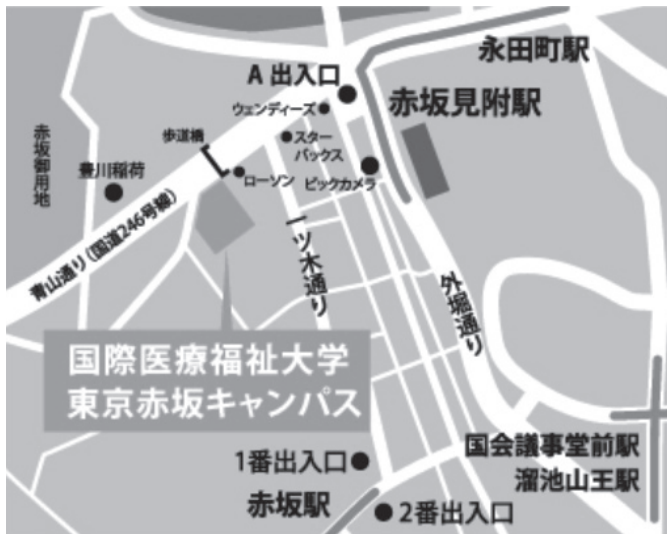 永田町駅
A 出入口
赤坂見附駅
ウェンディーズ
スター
バックス
歩道橋
赤坂御用地
豊川稲荷
ローソン
ビックカメラ
青山通り(国道246号線)
一ツ木通り
外堀通り
国際医療福祉大学
東京赤坂キャンパス
1番出入口
国会議事堂前駅
溜池山王駅
赤坂駅
2番出入口